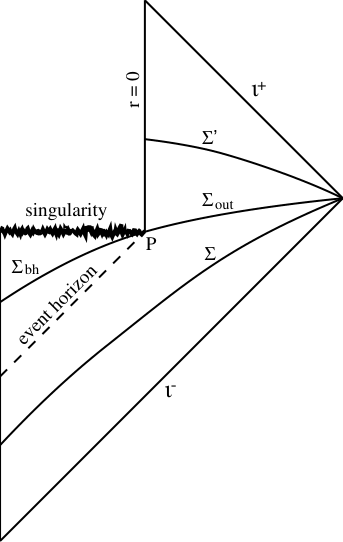 r = 0
ι+
Σ’
singularity
Σout
P
Σbh
Σ
event horizon
ι-